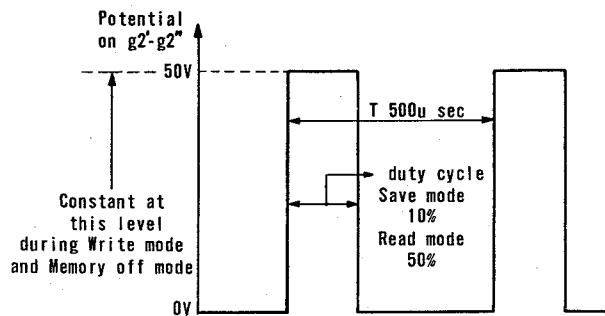 Potential
on g2'-g2"
50V
T 500u sec
duty cycle
Save mode
10%
Read mode
50%
Constant at
this level
during Write mode
and Memory off mode
0V